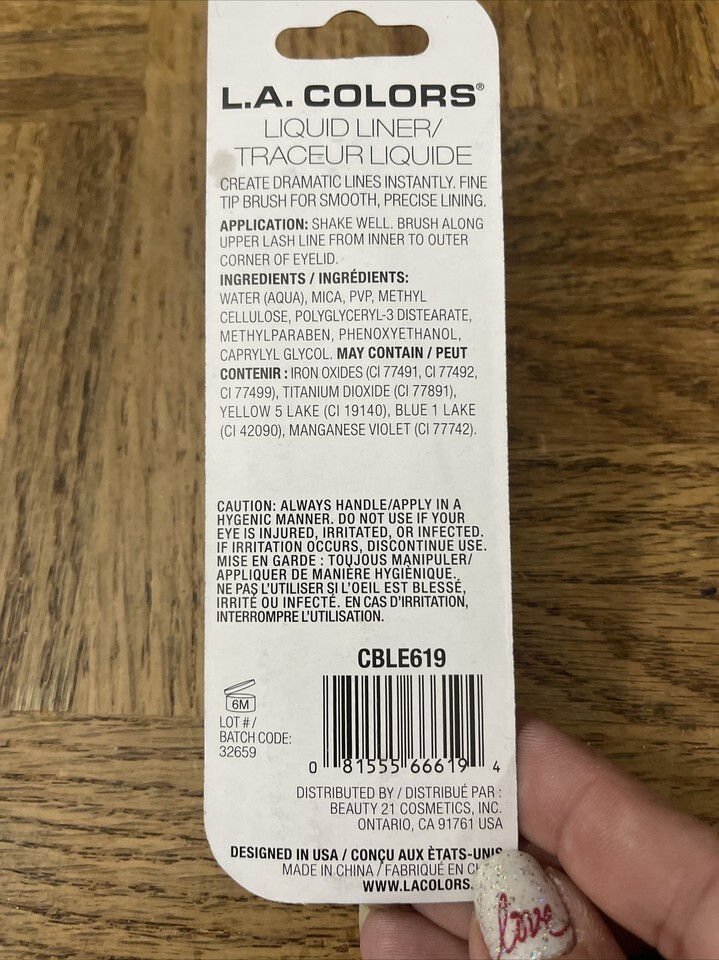 L.A. COLORS®
LIQUID LINER/
TRACEUR LIQUIDE
CREATE DRAMATIC LINES INSTANTLY. FINE
TIP BRUSH FOR SMOOTH, PRECISE LINING.
APPLICATION: SHAKE WELL. BRUSH ALONG
UPPER LASH LINE FROM INNER TO OUTER
CORNER OF EYELID.
INGREDIENTS / INGRÉDIENTS:
WATER (AQUA), MICA, PVP, METHYL
CELLULOSE, POLYGLYCERYL-3 DISTEARATE,
METHYLPARABEN, PHENOXYETHANOL,
CAPRYLYL GLYCOL. MAY CONTAIN / PEUT
CONTENIR : IRON OXIDES (CI 77491, CI 77492,
CI 77499), TITANIUM DIOXIDE (CI 77891),
YELLOW 5 LAKE (CI 19140), BLUE 1 LAKE
(CI 42090), MANGANESE VIOLET (CI 77742).
CAUTION: ALWAYS HANDLE/APPLY IN A
HYGENIC MANNER. DO NOT USE IF YOUR
EYE IS INJURED, IRRITATED, OR INFECTED.
IF IRRITATION OCCURS, DISCONTINUE USE.
MISE EN GARDE : TOUJOUS MANIPULER/
APPLIQUER DE MANIÈRE HYGIÈNIQUE.
NE PAS L'UTILISER SI L'OEIL EST BLESSÉ,
IRRITÉ OU INFECTÉ. EN CAS D'IRRITATION,
INTERROMPRE L'UTILISATION.
CBLE619
6M
LOT # /
BATCH CODE:
32659
0 81555 66619 4
DISTRIBUTED BY / DISTRIBUÉ PAR :
BEAUTY 21 COSMETICS, INC.
ONTARIO, CA 91761 USA
DESIGNED IN USA / CONÇU AUX ÈTATS-UNIS
MADE IN CHINA / FABRIQUÉ EN CH
WWW.LACOLORS.
love